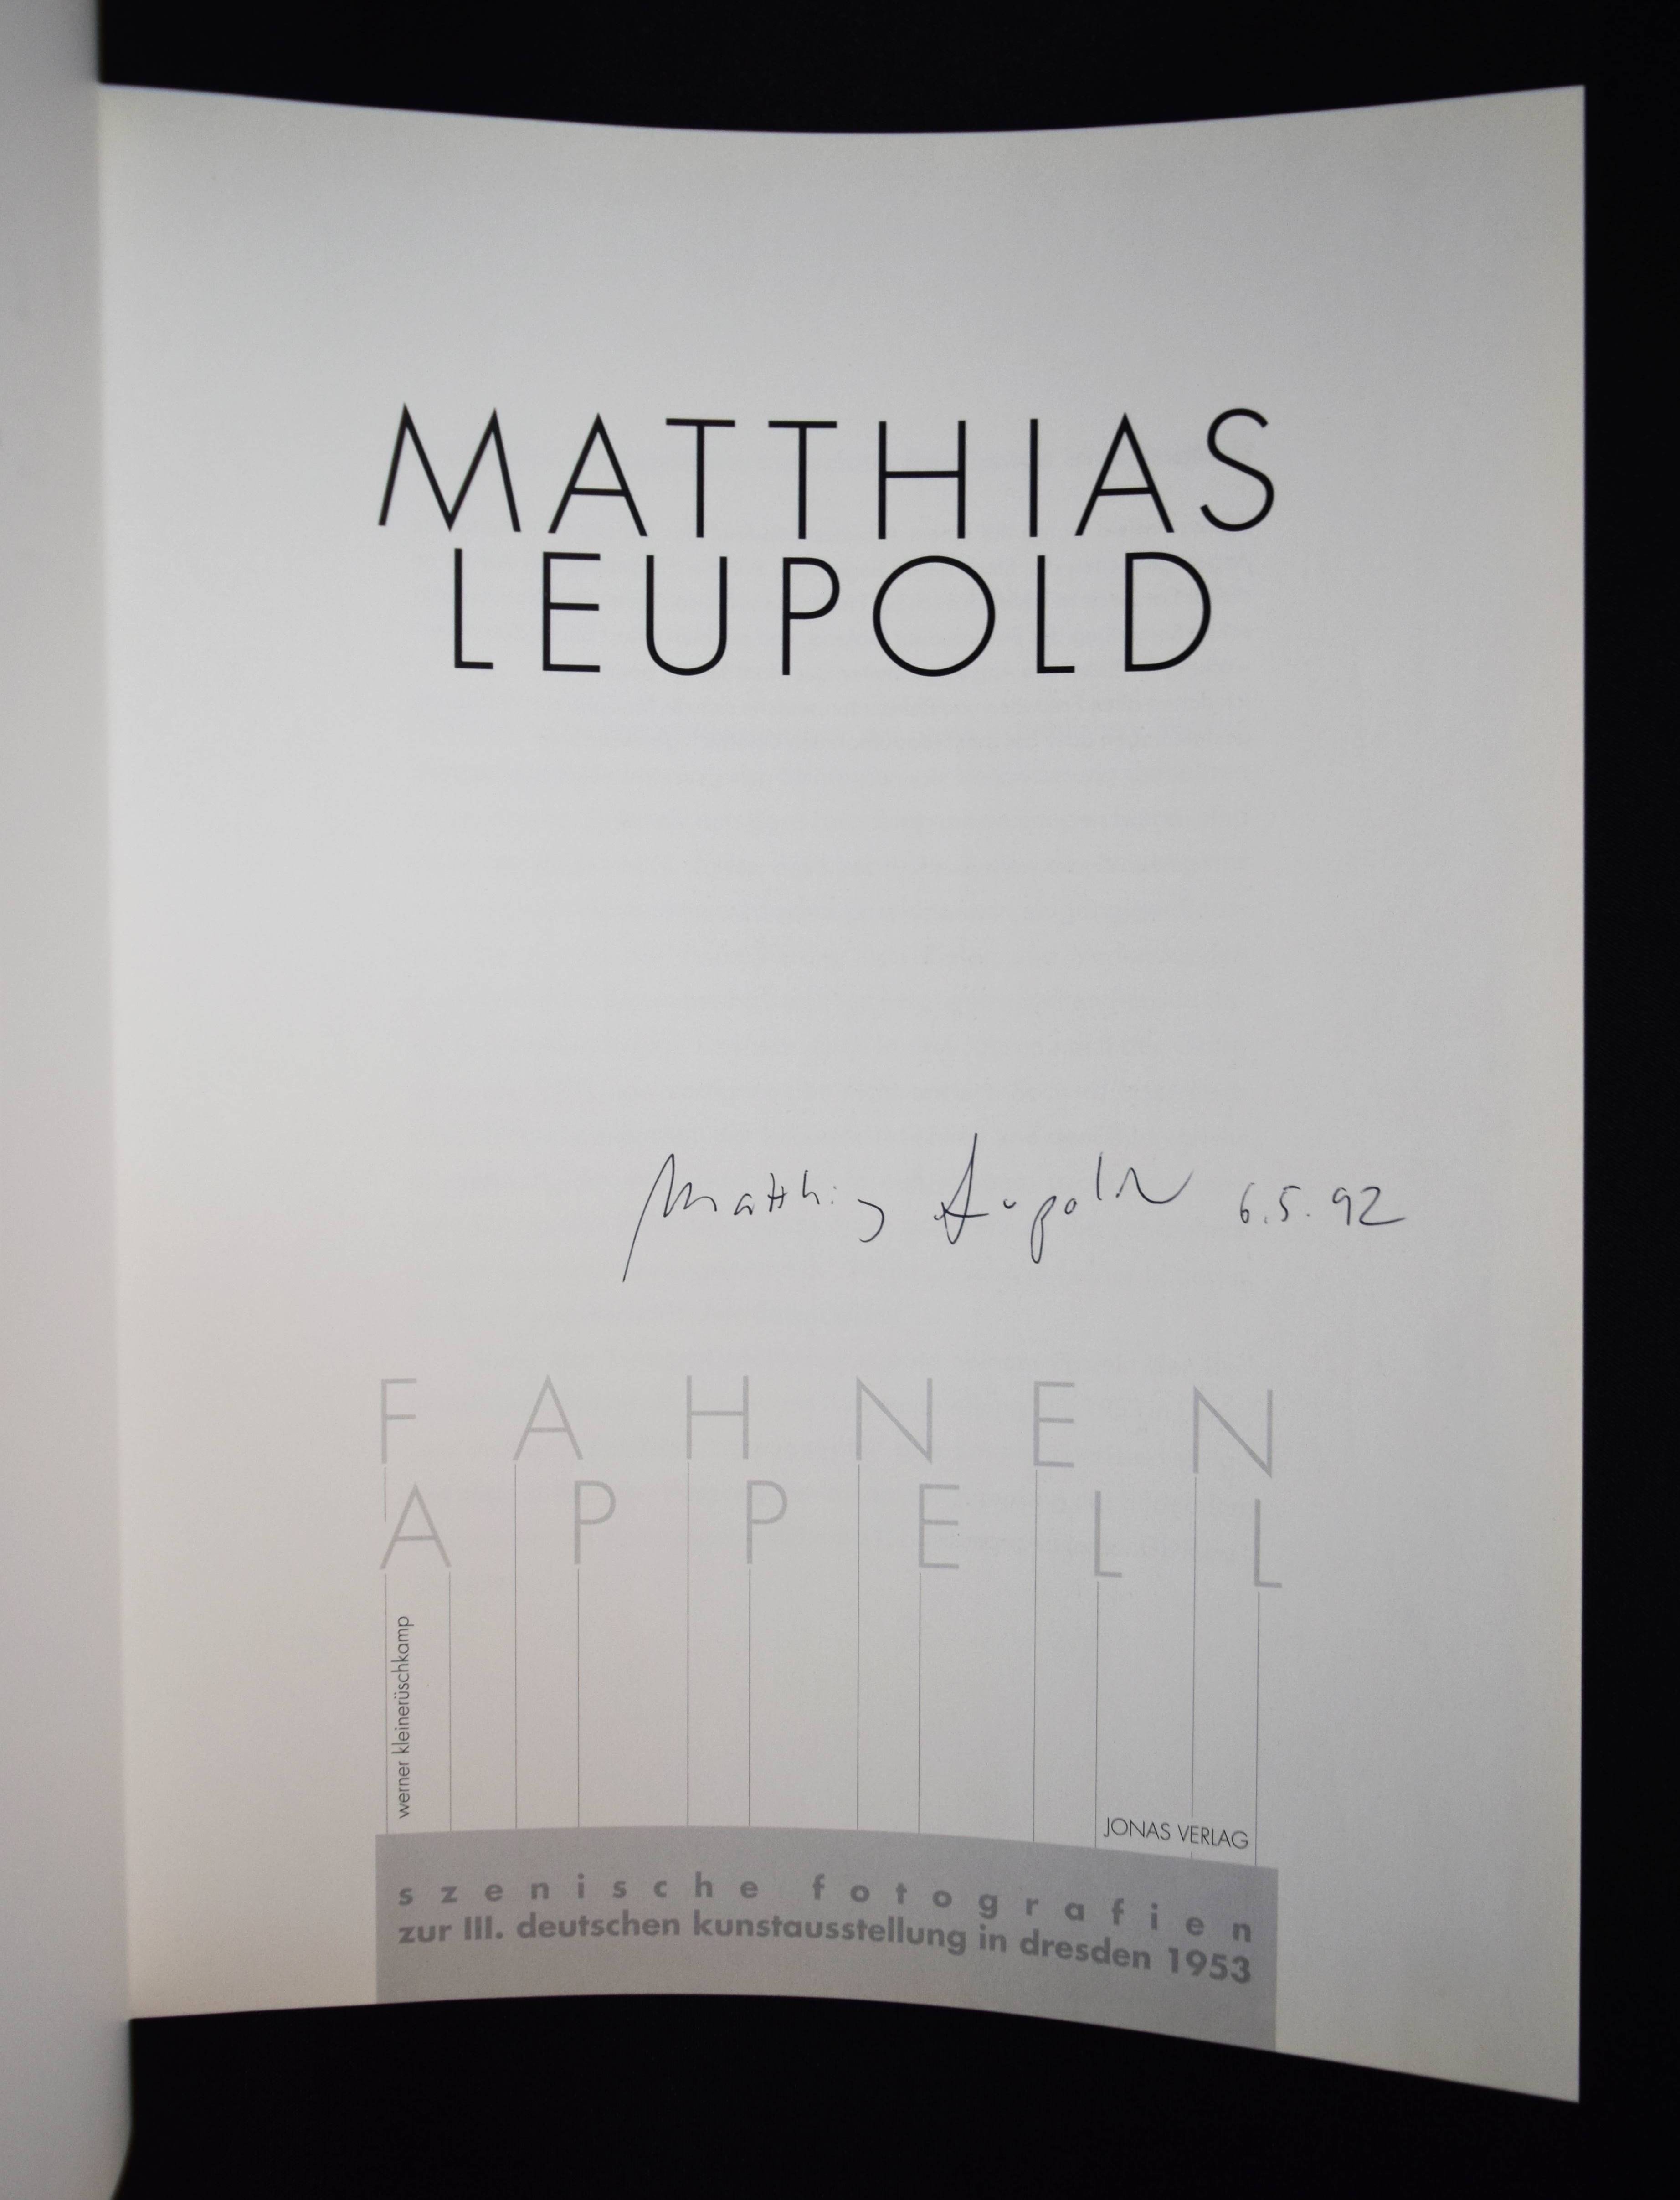 MATTHIAS
LEUPOLD
Matthias Leupold 6.5.92
FAHNEN
APPELL
werner kleinerüschkamp
JONAS VERLAG
szenische fotografien
zur III. deutschen kunstausstellung in dresden 1953